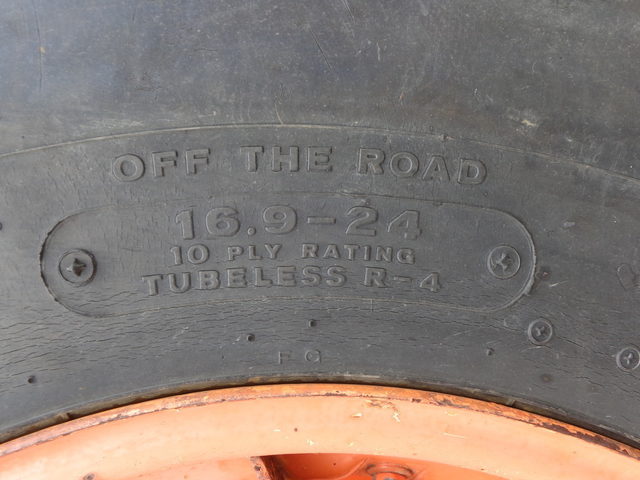 OFF THE ROAD
16.9-24
10 PLY RATING
TUBELESS R-4
F G